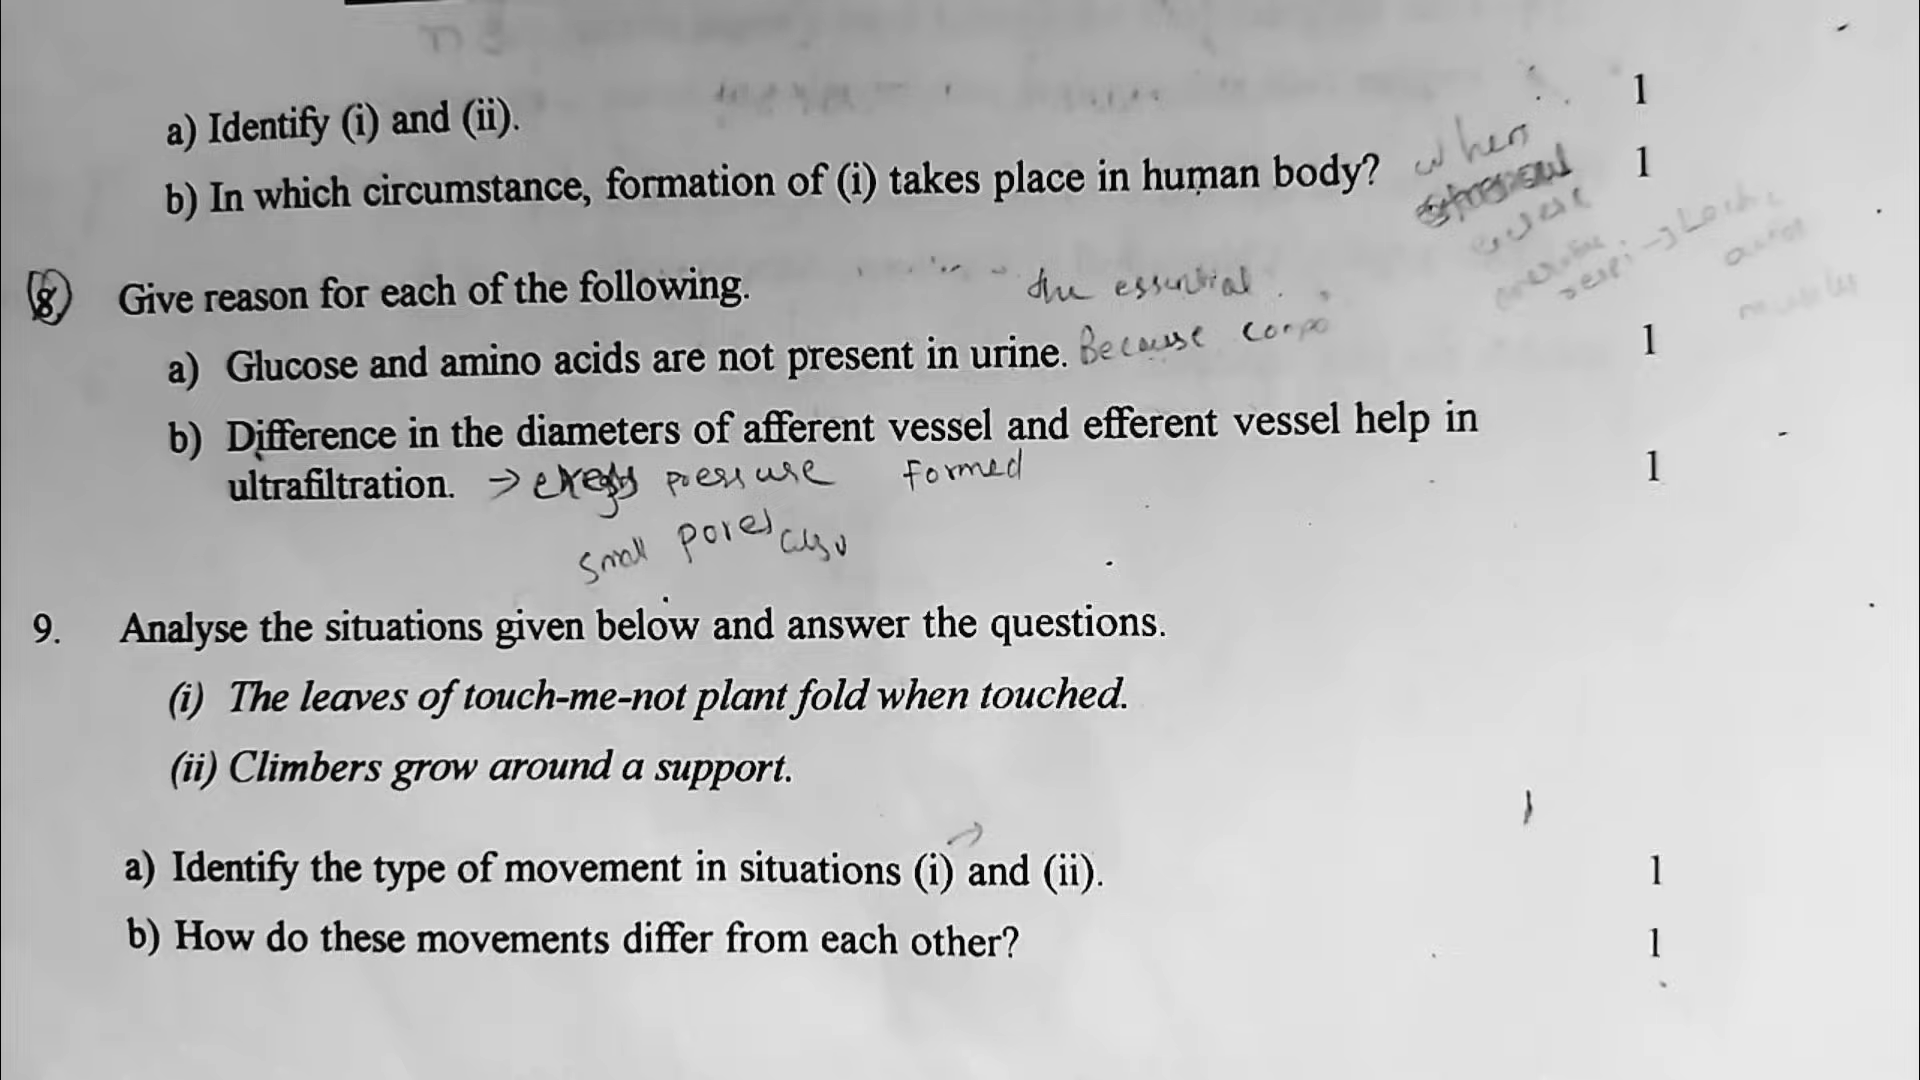 a) Identify (i) and (ii). 1
b) In which circumstance, formation of (i) takes place in human body? 1
when
8 Give reason for each of the following.
the essential
a) Glucose and amino acids are not present in urine. Because 1
b) Difference in the diameters of afferent vessel and efferent vessel help in
ultrafiltration. 1
→ pressure formed
small pores also
9. Analyse the situations given below and answer the questions.
(i) The leaves of touch-me-not plant fold when touched.
(ii) Climbers grow around a support.
a) Identify the type of movement in situations (i) and (ii). 1
b) How do these movements differ from each other? 1